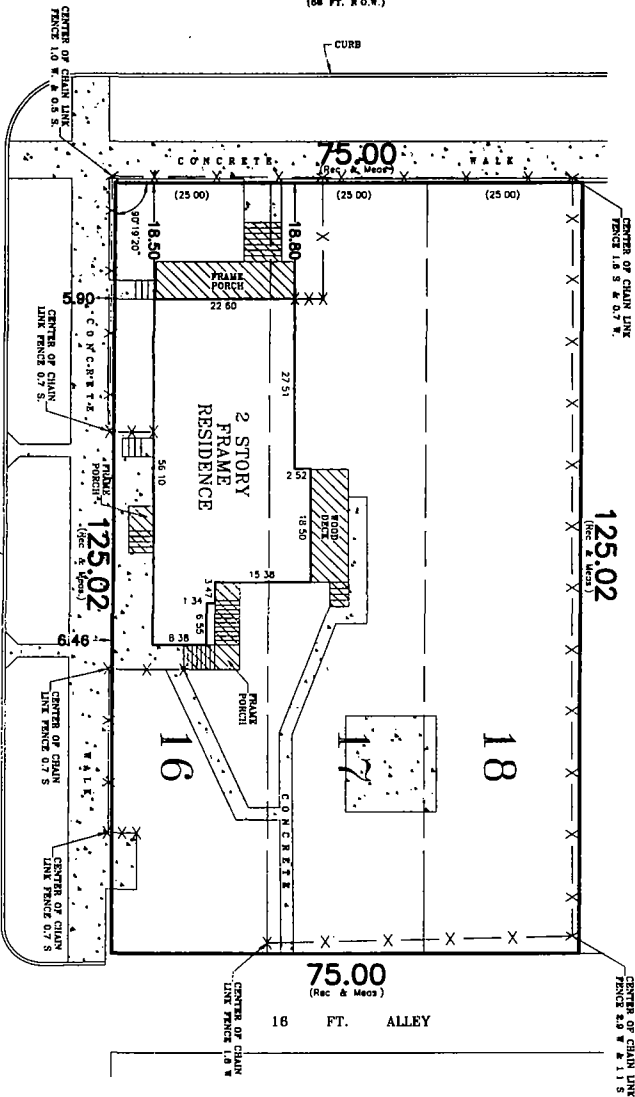 (66 FT. R.O.W.)
CURB
CENTER OF CHAIN LINK
FENCE 1.0 W. & 0.5 S.
CONCRETE WALK
75.00
(Rec & Meas)
(25 00)
(25 00)
(25 00)
CENTER OF CHAIN LINK
FENCE 1.6 S & 0.7 W.
90°19'20"
18.50
18.80
FRAME
PORCH
5.90
22 60
CONCRETE
CENTER OF CHAIN
LINK FENCE 0.7 S.
27 51
2 STORY
FRAME
RESIDENCE
2 52
WOOD
DECK
18 50
56 10
FRAME
PORCH
125.02
(Rec & Meas)
125.02
(Rec & Meas)
15 38
3 47
1 34
6 55
8 38
6.46
FRAME
PORCH
CENTER OF CHAIN
LINK FENCE 0.7 S
16
17
18
CONCRETE
WALK
CENTER OF CHAIN
LINK FENCE 0.7 S
75.00
(Rec & Meas)
CENTER OF CHAIN
LINK FENCE 1.8 W
CENTER OF CHAIN LINK
FENCE 2.9 W & 1 1 S
16 FT. ALLEY